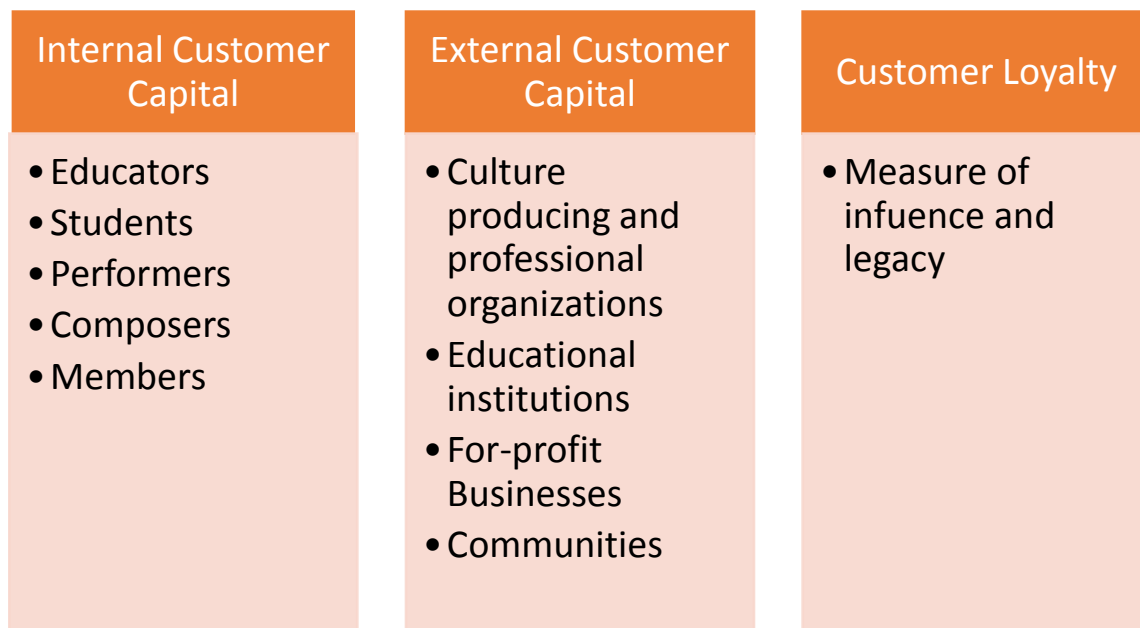 Internal Customer
Capital
• Educators
• Students
• Performers
• Composers
• Members
External Customer
Capital
• Culture
producing and
professional
organizations
• Educational
institutions
• For-profit
Businesses
• Communities
Customer Loyalty
• Measure of
infuence and
legacy